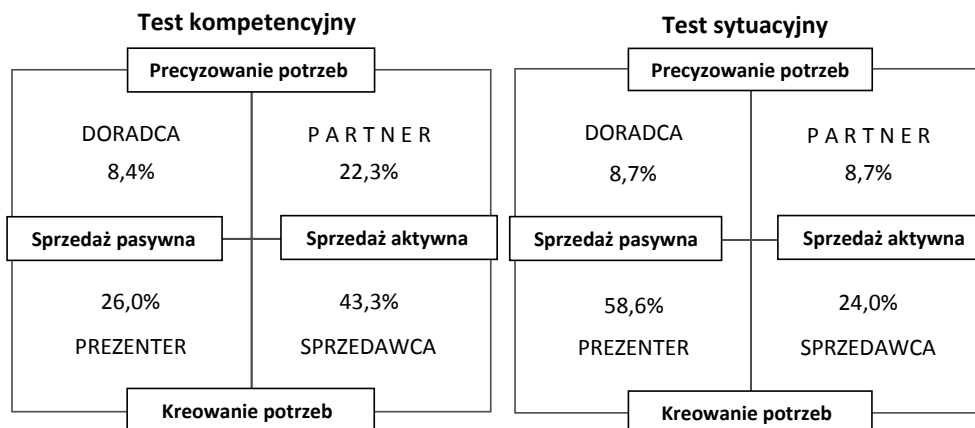 Test kompetencyjny
Precyzowanie potrzeb
DORADCA
P A R T N E R
8,4%
22,3%
Sprzedaż pasywna
Sprzedaż aktywna
26,0%
43,3%
PREZENTER
SPRZEDAWCA
Kreowanie potrzeb
Test sytuacyjny
Precyzowanie potrzeb
DORADCA
P A R T N E R
8,7%
8,7%
Sprzedaż pasywna
Sprzedaż aktywna
58,6%
24,0%
PREZENTER
SPRZEDAWCA
Kreowanie potrzeb